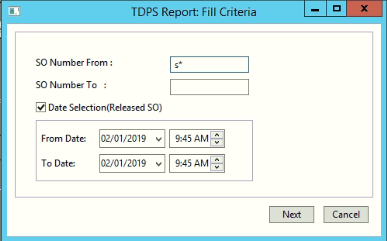 TDPS Report: Fill Criteria
SO Number From :
s*
SO Number To :
Date Selection(Released SO)
From Date: 02/01/2019 9:45 AM
To Date: 02/01/2019 9:45 AM
Next Cancel